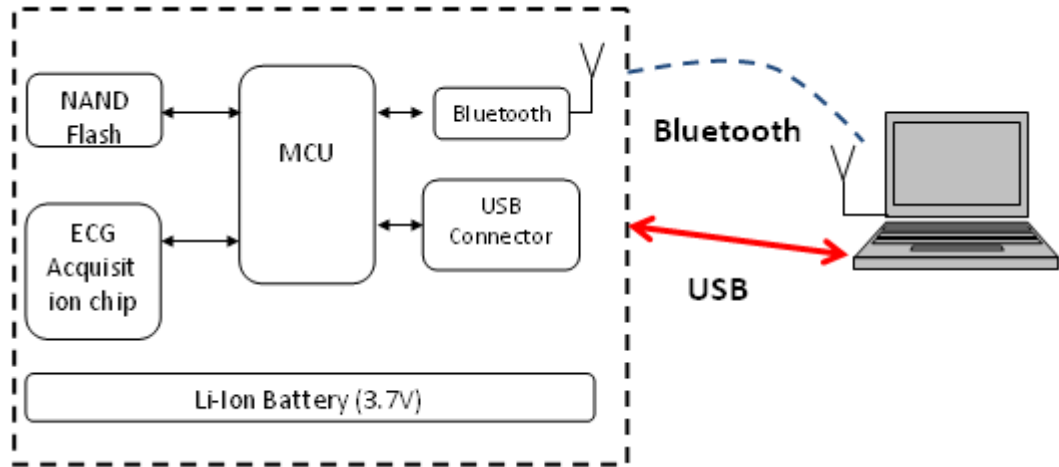 NAND
Flash
MCU
Bluetooth
ECG
Acquisit
ion chip
USB
Connector
Li-Ion Battery (3.7V)
Bluetooth
USB